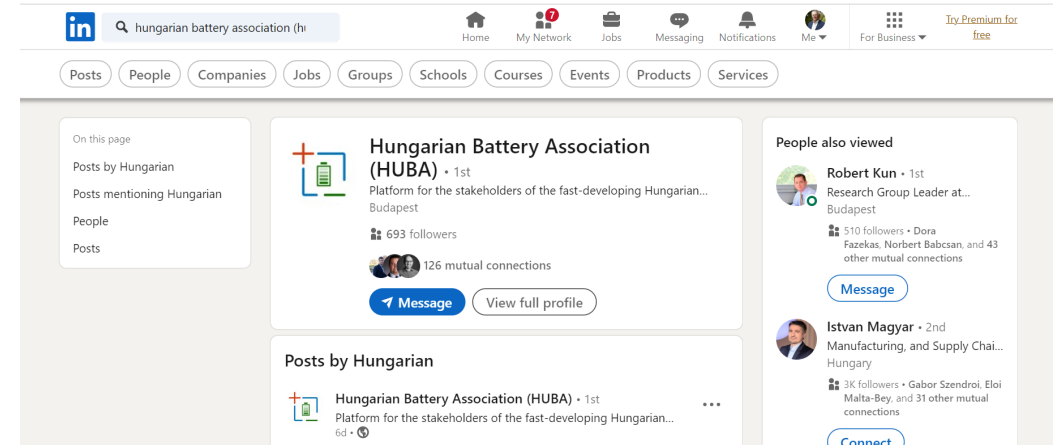 in
hungarian battery association (hu
7
Home
My Network
Jobs
Messaging
Notifications
Me
For Business
Try Premium for
free
Posts
People
Companies
Jobs
Groups
Schools
Courses
Events
Products
Services
On this page
Posts by Hungarian
Posts mentioning Hungarian
People
Posts
Hungarian Battery Association
(HUBA) • 1st
Platform for the stakeholders of the fast-developing Hungarian...
Budapest
693 followers
126 mutual connections
Message
View full profile
Posts by Hungarian
Hungarian Battery Association (HUBA) • 1st
Platform for the stakeholders of the fast-developing Hungarian...
6d •
People also viewed
Robert Kun • 1st
Research Group Leader at...
Budapest
510 followers • Dora
Fazekas, Norbert Babcsan, and 43
other mutual connections
Message
Istvan Magyar • 2nd
Manufacturing, and Supply Chai...
Hungary
3K followers • Gabor Szendroi, Eloi
Malta-Bey, and 31 other mutual
connections
Connect